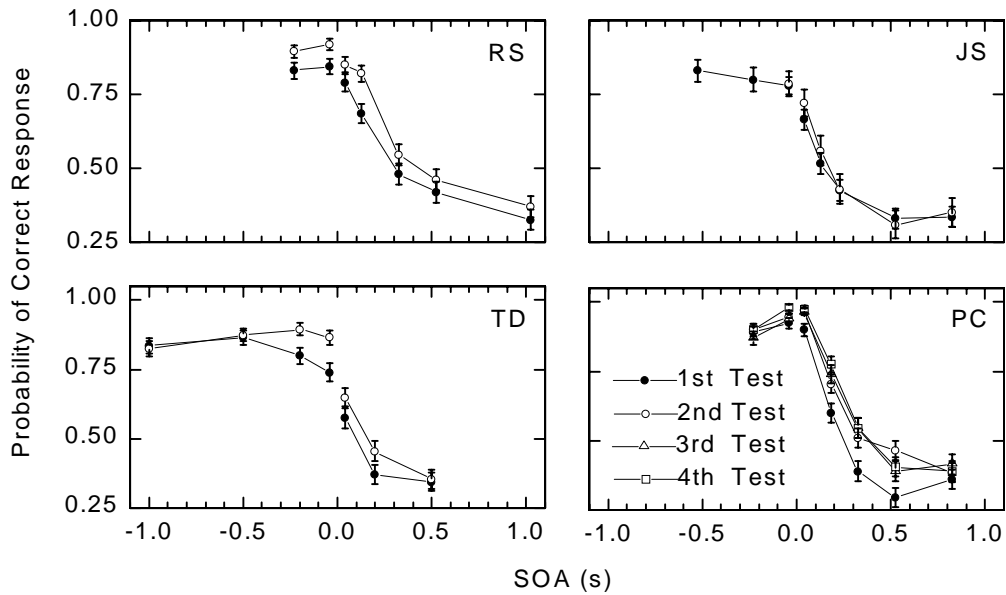 RS
JS
1.00
0.75
0.50
0.25
TD
PC
1.00
0.75
0.50
0.25
1st Test
2nd Test
3rd Test
4th Test
-1.0 -0.5 0.0 0.5 1.0
-1.0 -0.5 0.0 0.5 1.0
SOA (s)
Probability of Correct Response